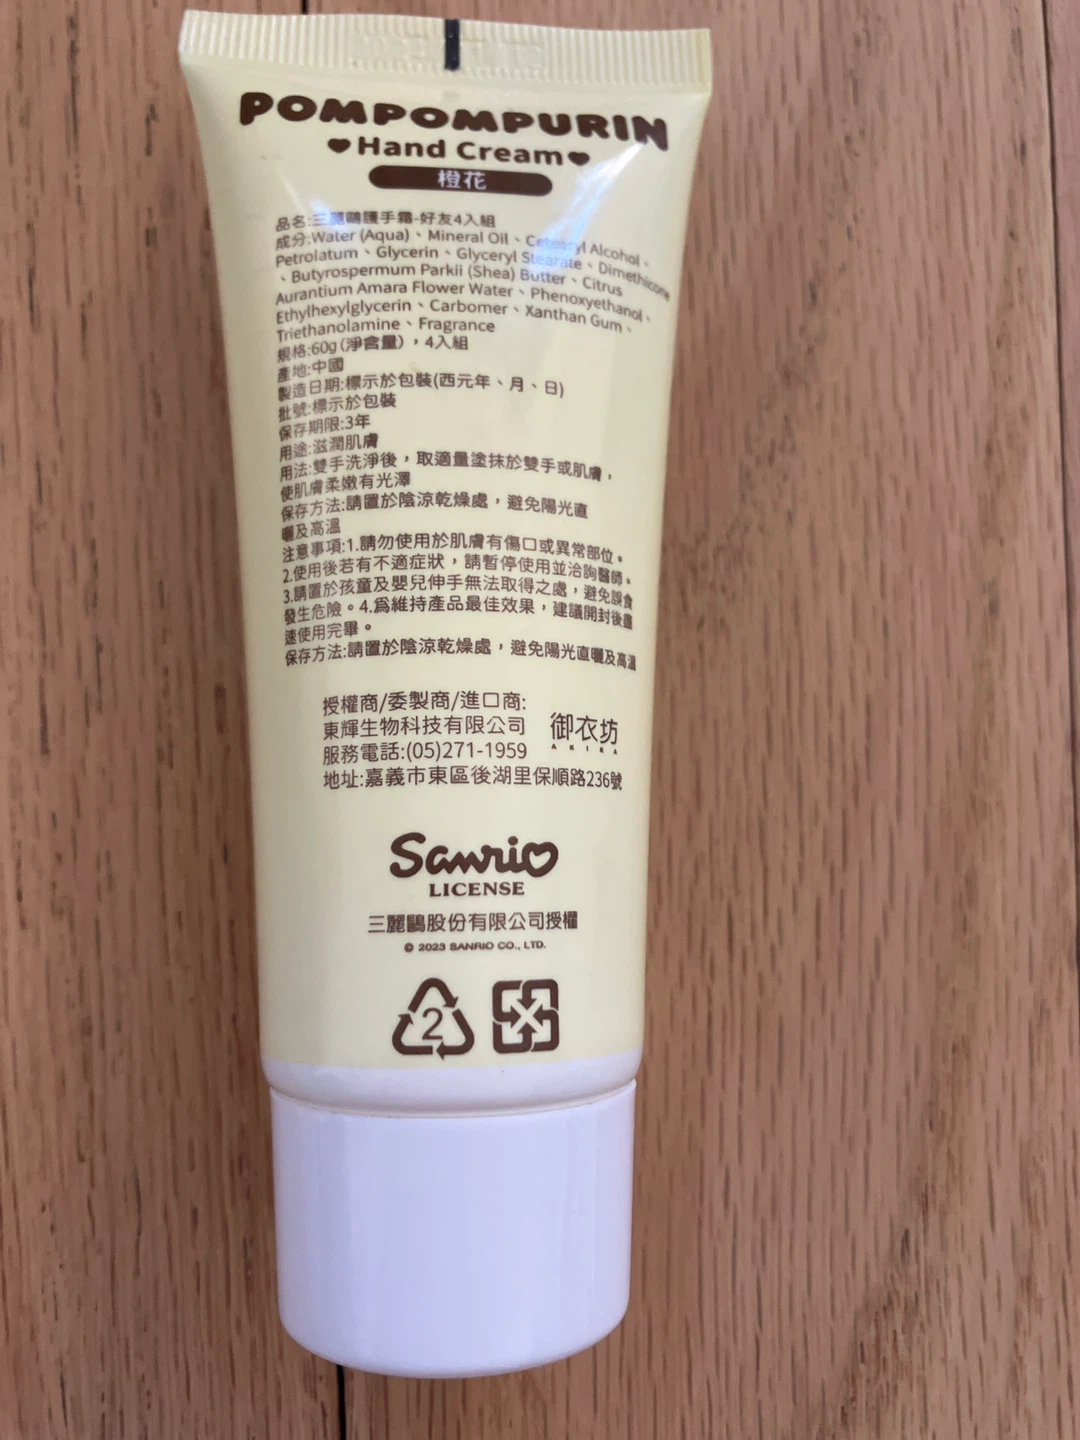 POMPOMPURIN
♥Hand Cream♥
橙花
品名:三麗鷗護手霜-好友4入組
成分:Water (Aqua)、Mineral Oil、Cetearyl Alcohol、
Petrolatum、Glycerin、Glyceryl Stearate、Dimethicone
、Butyrospermum Parkii (Shea) Butter、Citrus
Aurantium Amara Flower Water、Phenoxyethanol、
Ethylhexylglycerin、Carbomer、Xanthan Gum、
Triethanolamine、Fragrance
規格:60g(淨含量)，4入組
產地:中國
製造日期:標示於包裝(西元年、月、日)
批號:標示於包裝
保存期限:3年
用途:滋潤肌膚
用法:雙手洗淨後，取適量塗抹於雙手或肌膚，
使肌膚柔嫩有光澤
保存方法:請置於陰涼乾燥處，避免陽光直
曬及高溫
注意事項:1.請勿使用於肌膚有傷口或異常部位。
2.使用後若有不適症狀，請暫停使用並洽詢醫師。
3.請置於孩童及嬰兒伸手無法取得之處，避免誤食
發生危險。4.為維持產品最佳效果，建議開封後盡
速使用完畢。
保存方法:請置於陰涼乾燥處，避免陽光直曬及高溫
授權商/委製商/進口商:
東輝生物科技有限公司
御衣坊
AKIRA
服務電話:(05)271-1959
地址:嘉義市東區後湖里保順路236號
Sanrio
LICENSE
三麗鷗股份有限公司授權
© 2023 SANRIO CO., LTD.
2